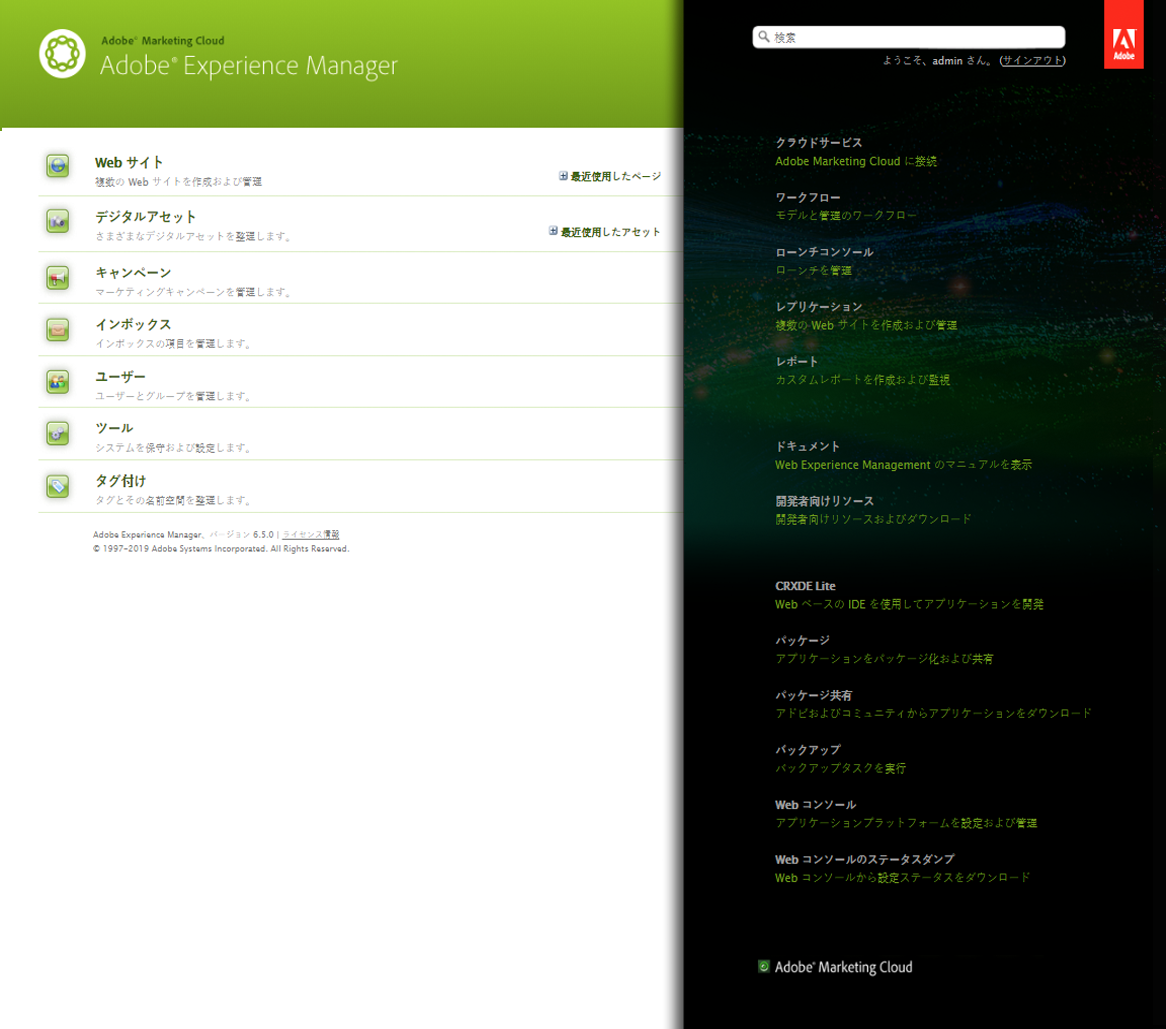 Adobe® Marketing Cloud
Adobe® Experience Manager
Web サイト
複数の Web サイトを作成および管理
最近使用したページ
デジタルアセット
さまざまなデジタルアセットを整理します。
最近使用したアセット
キャンペーン
マーケティングキャンペーンを管理します。
インボックス
インボックスの項目を管理します。
ユーザー
ユーザーとグループを管理します。
ツール
システムを保守および設定します。
タグ付け
タグとその名前空間を整理します。
Adobe Experience Manager、バージョン 6.5.0 | ライセンス情報
© 1997-2019 Adobe Systems Incorporated. All Rights Reserved.
検索
Adobe
ようこそ、admin さん。 (サインアウト)
クラウドサービス
Adobe Marketing Cloud に接続
ワークフロー
モデルと管理のワークフロー
ローンチコンソール
ローンチを管理
レプリケーション
複数の Web サイトを作成および管理
レポート
カスタムレポートを作成および監視
ドキュメント
Web Experience Management のマニュアルを表示
開発者向けリソース
開発者向けリソースおよびダウンロード
CRXDE Lite
Web ベースの IDE を使用してアプリケーションを開発
パッケージ
アプリケーションをパッケージ化および共有
パッケージ共有
アドビおよびコミュニティからアプリケーションをダウンロード
バックアップ
バックアップタスクを実行
Web コンソール
アプリケーションプラットフォームを設定および管理
Web コンソールのステータスダンプ
Web コンソールから設定ステータスをダウンロード
Adobe® Marketing Cloud